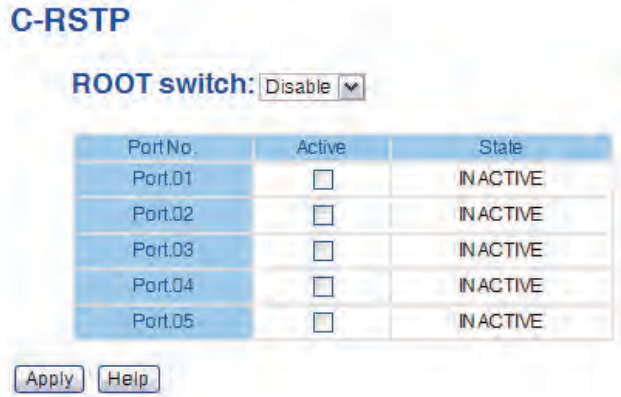 C-RSTP
ROOT switch: Disable
Port No. Active State
Port.01 INACTIVE
Port.02 INACTIVE
Port.03 INACTIVE
Port.04 INACTIVE
Port.05 INACTIVE
Apply Help